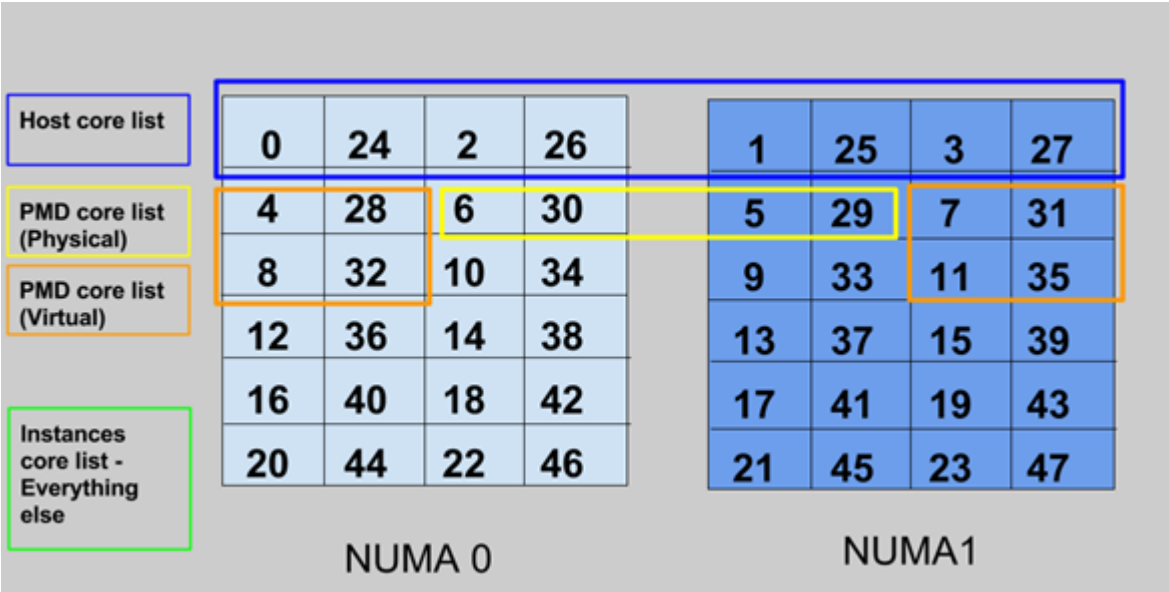 Host core list
PMD core list
(Physical)
PMD core list
(Virtual)
Instances
core list -
Everything
else
0 24 2 26
4 28 6 30
8 32 10 34
12 36 14 38
16 40 18 42
20 44 22 46
NUMA 0
1 25 3 27
5 29 7 31
9 33 11 35
13 37 15 39
17 41 19 43
21 45 23 47
NUMA1